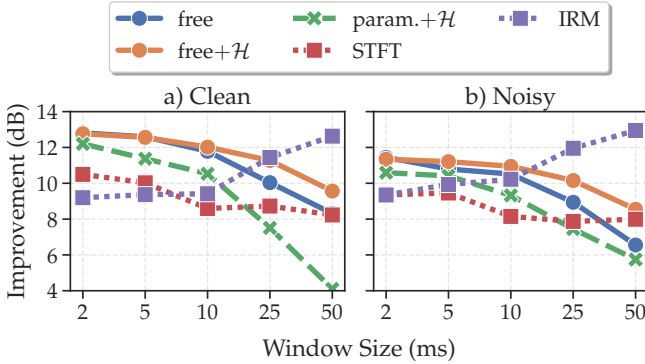 free
param.+ℋ
IRM
free+ℋ
STFT
a) Clean
b) Noisy
Improvement (dB)
14
12
10
8
6
4
2 5 10 25 50
2 5 10 25 50
Window Size (ms)